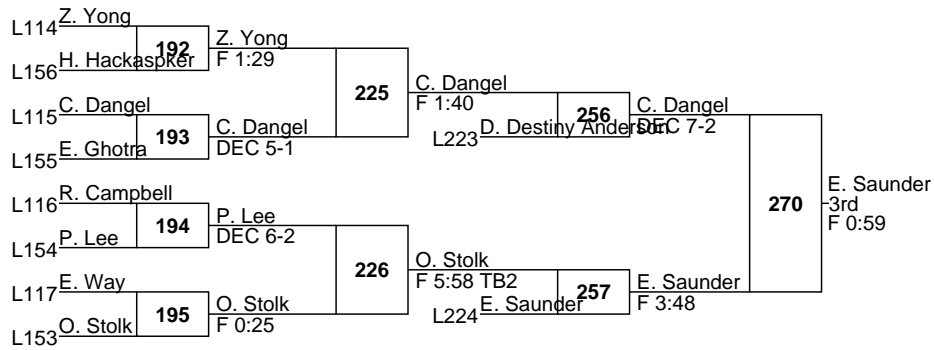 Z. Yong
L114
192
Z. Yong
F 1:29
H. Hackaspker
L156
225
C. Dangel
F 1:40
C. Dangel
L115
193
C. Dangel
DEC 5-1
E. Ghotra
L155
256
C. Dangel
DEC 7-2
D. Destiny Anderson
L223
R. Campbell
L116
194
P. Lee
DEC 6-2
P. Lee
L154
270
E. Saunder
3rd
F 0:59
226
O. Stolk
F 5:58 TB2
E. Way
L117
195
O. Stolk
F 0:25
O. Stolk
L153
257
E. Saunder
F 3:48
E. Saunder
L224